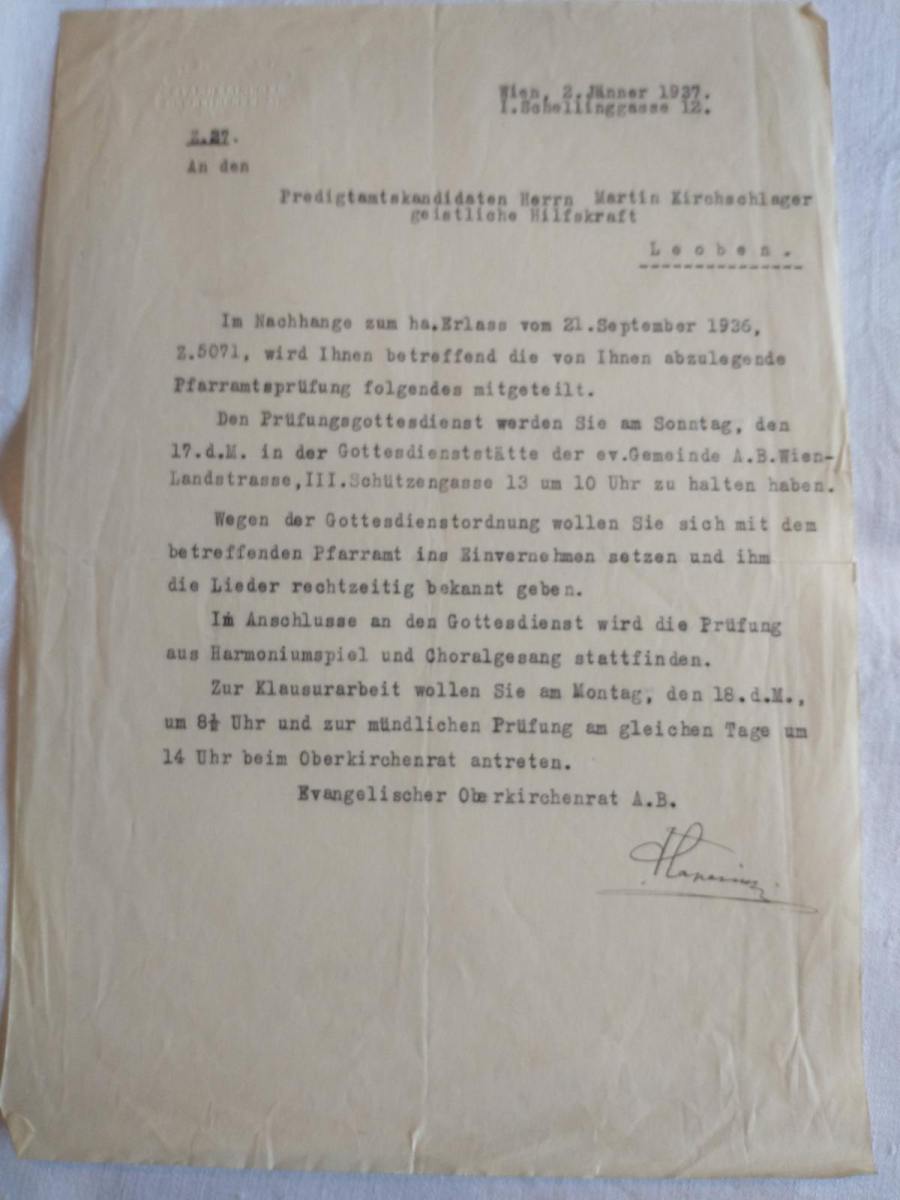 Wien, 2.Jänner 1937.
I.Schellinggasse 12.
Z.27.
An den
Predigtamtskandidaten Herrn Martin Kirchschlager
geistliche Hilfskraft
Leoben.
Im Nachhange zum ha.Erlass vom 21.September 1936,
Z.5071, wird Ihnen betreffend die von Ihnen abzulegende
Pfarramtsprüfung folgendes mitgeteilt.
Den Prüfungsgottesdienst werden Sie am Sonntag, den
17.d.M. in der Gottesdienststätte der ev.Gemeinde A.B.Wien-
Landstrasse,III.Schützengasse 13 um 10 Uhr zu halten haben.
Wegen der Gottesdienstordnung wollen Sie sich mit dem
betreffenden Pfarramt ins Einvernehmen setzen und ihm
die Lieder rechtzeitig bekannt geben.
Im Anschlusse an den Gottesdienst wird die Prüfung
aus Harmoniumspiel und Choralgesang stattfinden.
Zur Klausurarbeit wollen Sie am Montag, den 18.d.M.,
um 8½ Uhr und zur mündlichen Prüfung am gleichen Tage um
14 Uhr beim Oberkirchenrat antreten.
Evangelischer Oberkirchenrat A.B.